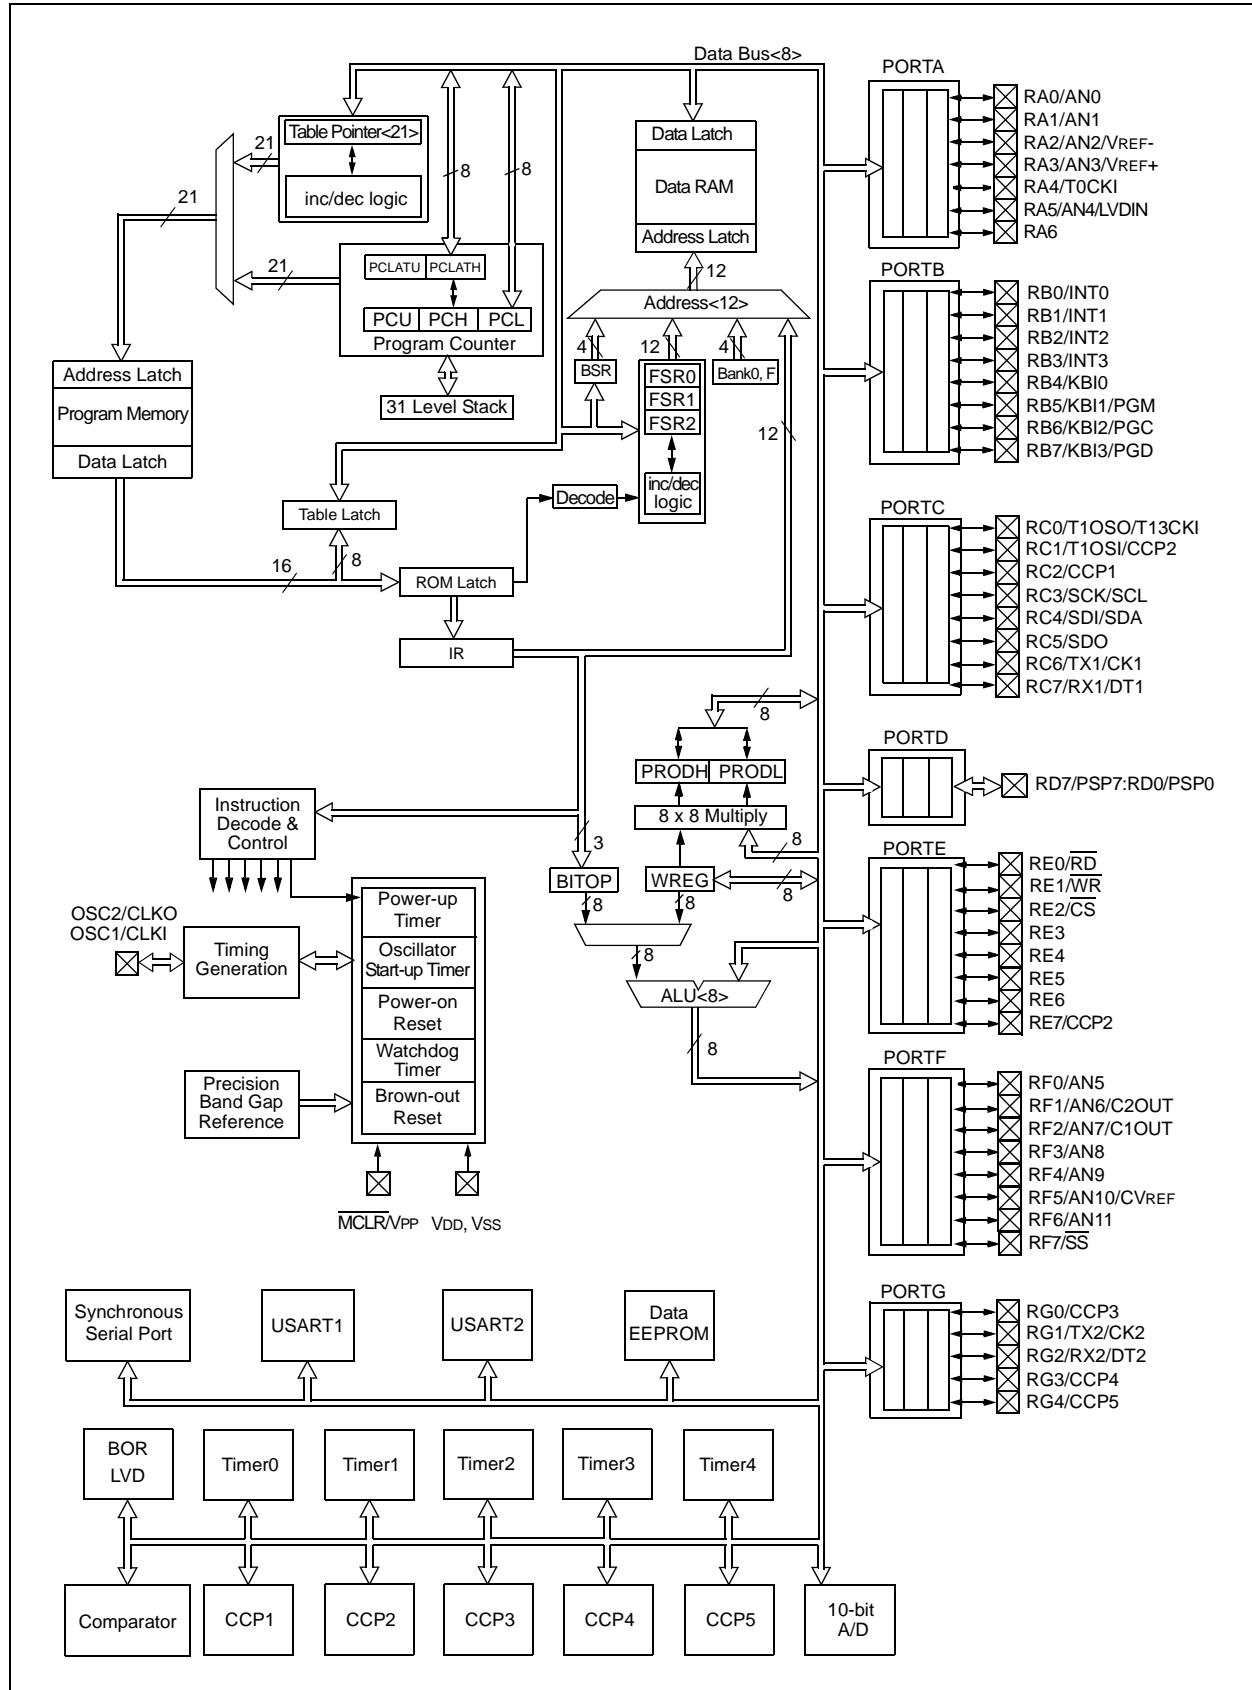 Data Bus<8>
Table Pointer<21>
inc/dec logic
21
21
21
8
8
PCLATU
PCLATH
PCU
PCH
PCL
Program Counter
31 Level Stack
Address Latch
Program Memory
Data Latch
Table Latch
16
8
ROM Latch
IR
Data Latch
Data RAM
Address Latch
12
Address<12>
4
12
4
BSR
FSR0
FSR1
FSR2
Bank0, F
12
inc/dec
logic
Decode
8
PRODH
PRODL
8 x 8 Multiply
8
3
BITOP
WREG
8
8
8
8
ALU<8>
8
Instruction
Decode &
Control
OSC2/CLKO
OSC1/CLKI
Timing
Generation
Power-up
Timer
Oscillator
Start-up Timer
Power-on
Reset
Watchdog
Timer
Brown-out
Reset
Precision
Band Gap
Reference
MCLR/VPP
VDD, VSS
PORTA
RA0/AN0
RA1/AN1
RA2/AN2/VREF-
RA3/AN3/VREF+
RA4/T0CKI
RA5/AN4/LVDIN
RA6
PORTB
RB0/INT0
RB1/INT1
RB2/INT2
RB3/INT3
RB4/KBI0
RB5/KBI1/PGM
RB6/KBI2/PGC
RB7/KBI3/PGD
PORTC
RC0/T1OSO/T13CKI
RC1/T1OSI/CCP2
RC2/CCP1
RC3/SCK/SCL
RC4/SDI/SDA
RC5/SDO
RC6/TX1/CK1
RC7/RX1/DT1
PORTD
RD7/PSP7:RD0/PSP0
PORTE
RE0/RD
RE1/WR
RE2/CS
RE3
RE4
RE5
RE6
RE7/CCP2
PORTF
RF0/AN5
RF1/AN6/C2OUT
RF2/AN7/C1OUT
RF3/AN8
RF4/AN9
RF5/AN10/CVREF
RF6/AN11
RF7/SS
PORTG
RG0/CCP3
RG1/TX2/CK2
RG2/RX2/DT2
RG3/CCP4
RG4/CCP5
Synchronous
Serial Port
USART1
USART2
Data
EEPROM
BOR
LVD
Timer0
Timer1
Timer2
Timer3
Timer4
Comparator
CCP1
CCP2
CCP3
CCP4
CCP5
10-bit
A/D